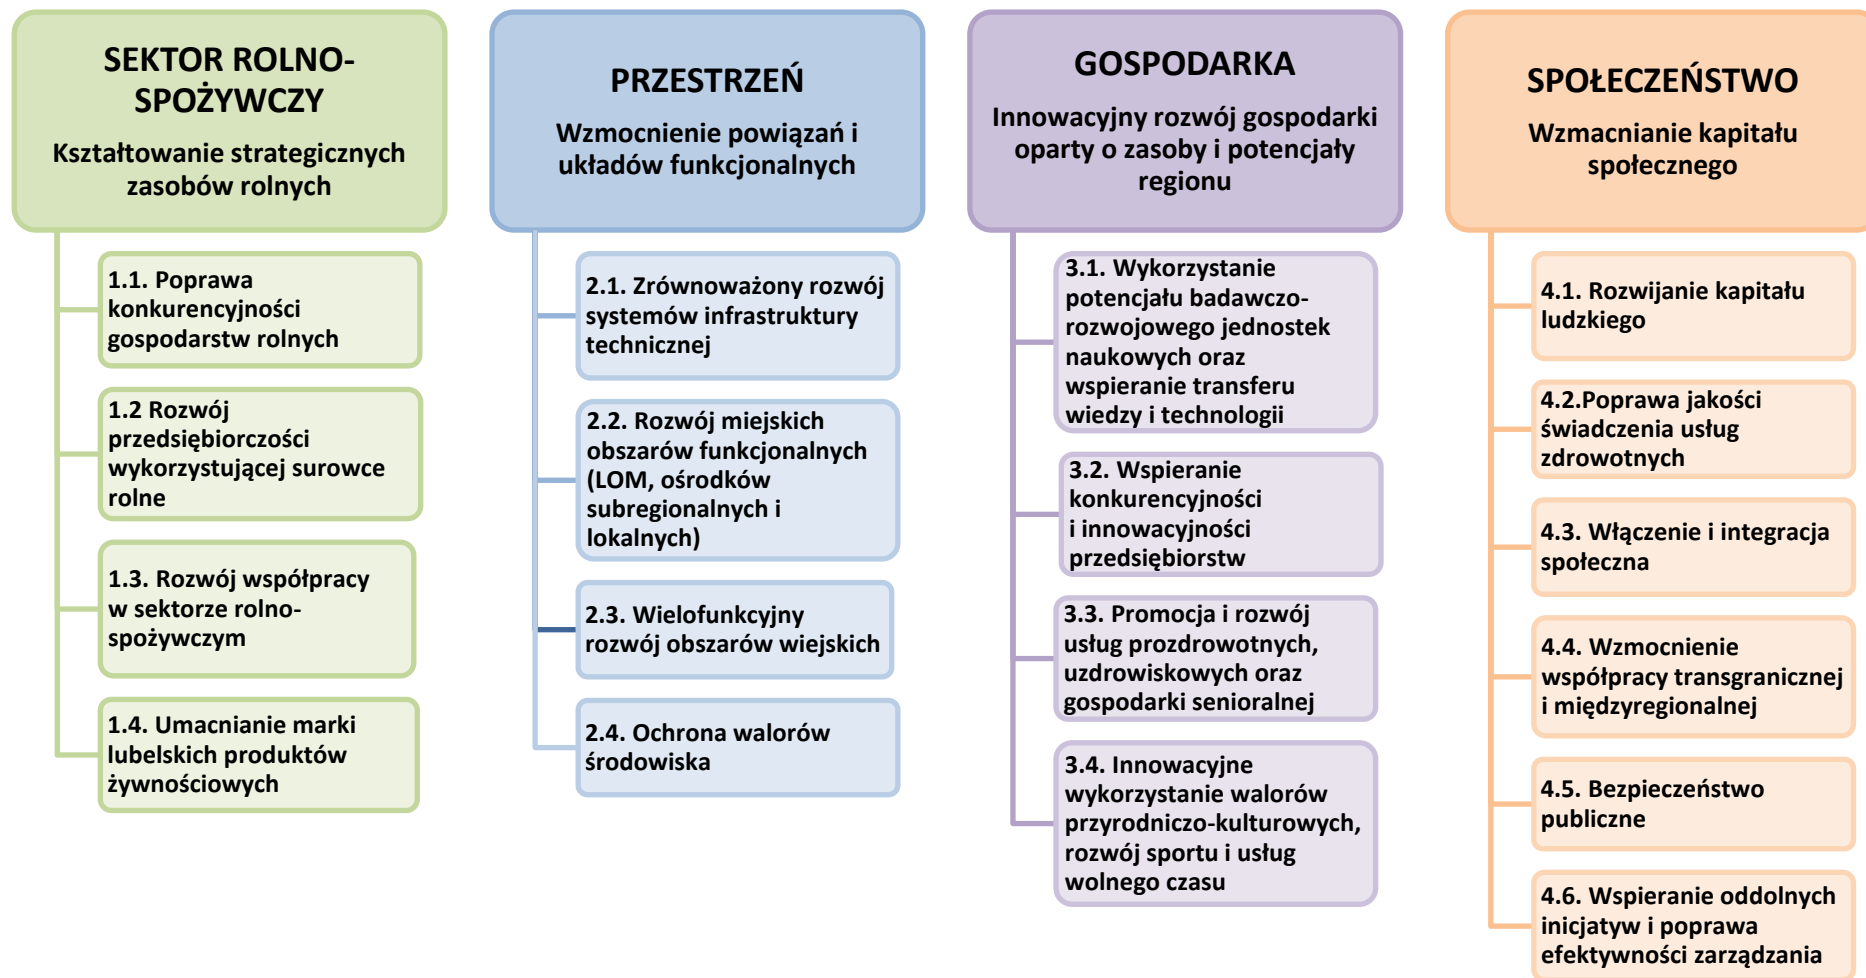 SEKTOR ROLNO-
SPOŻYWCZY
Kształtowanie strategicznych
zasobów rolnych
1.1. Poprawa
konkurencyjności
gospodarstw rolnych
1.2 Rozwój
przedsiębiorczości
wykorzystującej surowce
rolne
1.3. Rozwój współpracy
w sektorze rolno-
spożywczym
1.4. Umacnianie marki
lubelskich produktów
żywnościowych
PRZESTRZEŃ
Wzmocnienie powiązań i
układów funkcjonalnych
2.1. Zrównoważony rozwój
systemów infrastruktury
technicznej
2.2. Rozwój miejskich
obszarów funkcjonalnych
(LOM, ośrodków
subregionalnych i
lokalnych)
2.3. Wielofunkcyjny
rozwój obszarów wiejskich
2.4. Ochrona walorów
środowiska
GOSPODARKA
Innowacyjny rozwój gospodarki
oparty o zasoby i potencjały
regionu
3.1. Wykorzystanie
potencjału badawczo-
rozwojowego jednostek
naukowych oraz
wspieranie transferu
wiedzy i technologii
3.2. Wspieranie
konkurencyjności
i innowacyjności
przedsiębiorstw
3.3. Promocja i rozwój
usług prozdrowotnych,
uzdrowiskowych oraz
gospodarki senioralnej
3.4. Innowacyjne
wykorzystanie walorów
przyrodniczo-kulturowych,
rozwój sportu i usług
wolnego czasu
SPOŁECZEŃSTWO
Wzmacnianie kapitału
społecznego
4.1. Rozwijanie kapitału
ludzkiego
4.2.Poprawa jakości
świadczenia usług
zdrowotnych
4.3. Włączenie i integracja
społeczna
4.4. Wzmocnienie
współpracy transgranicznej
i międzyregionalnej
4.5. Bezpieczeństwo
publiczne
4.6. Wspieranie oddolnych
inicjatyw i poprawa
efektywności zarządzania